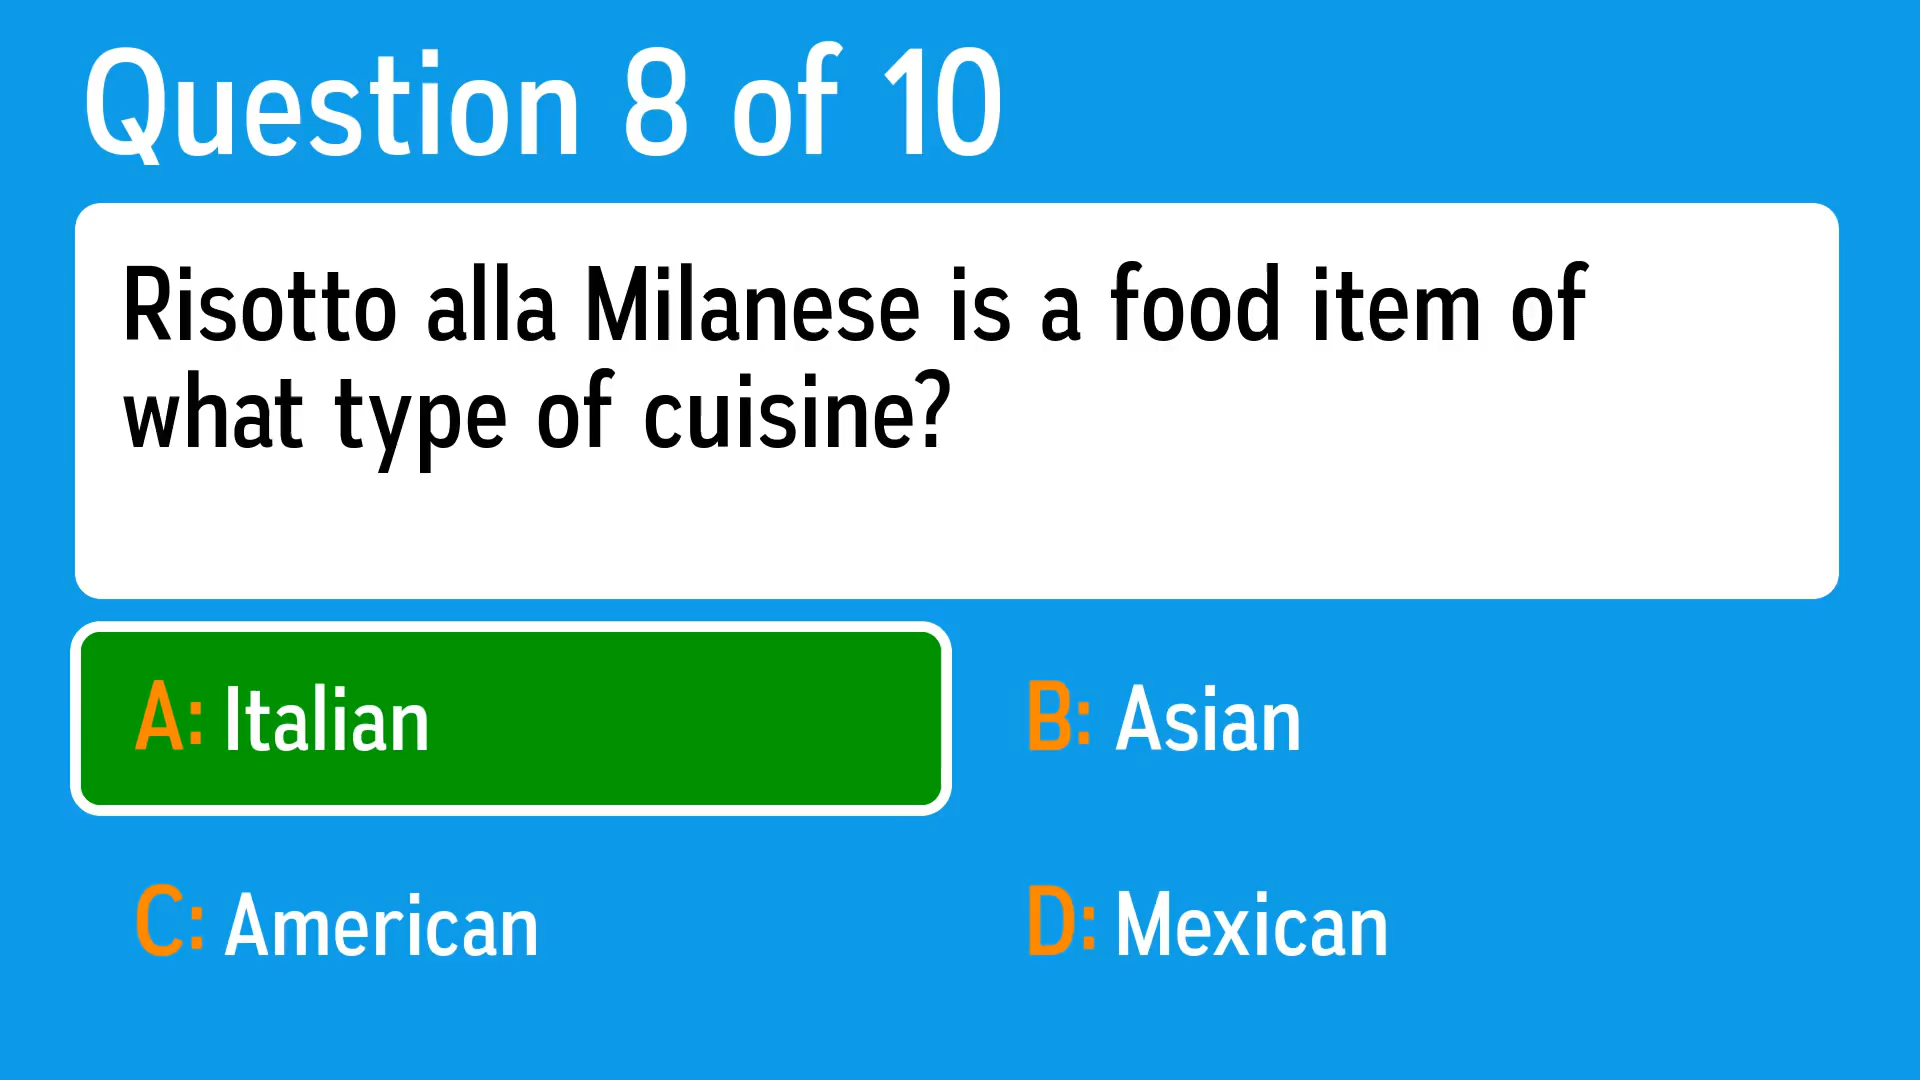 Question 8 of 10
Risotto alla Milanese is a food item of
what type of cuisine?
A: Italian
B: Asian
C: American
D: Mexican